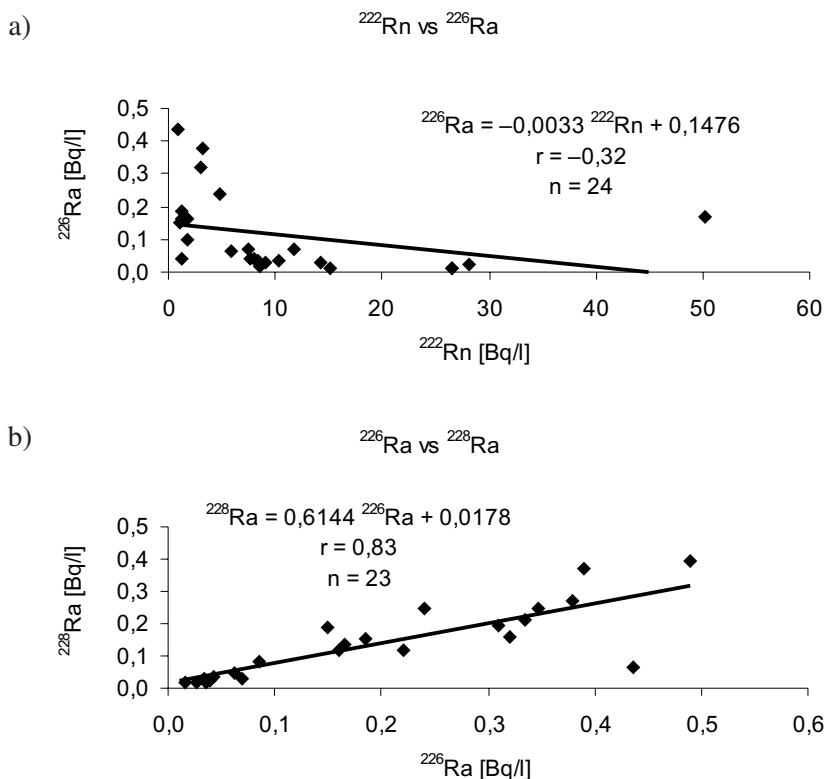 a)
²²²Rn vs ²²⁶Ra
²²⁶Ra = –0,0033 ²²²Rn + 0,1476
r = –0,32
n = 24
²²⁶Ra [Bq/l]
0,5
0,4
0,3
0,2
0,1
0,0
0 10 20 30 40 50 60
²²²Rn [Bq/l]
b)
²²⁶Ra vs ²²⁸Ra
²²⁸Ra = 0,6144 ²²⁶Ra + 0,0178
r = 0,83
n = 23
²²⁸Ra [Bq/l]
0,5
0,4
0,3
0,2
0,1
0,0
0,0 0,1 0,2 0,3 0,4 0,5 0,6
²²⁶Ra [Bq/l]